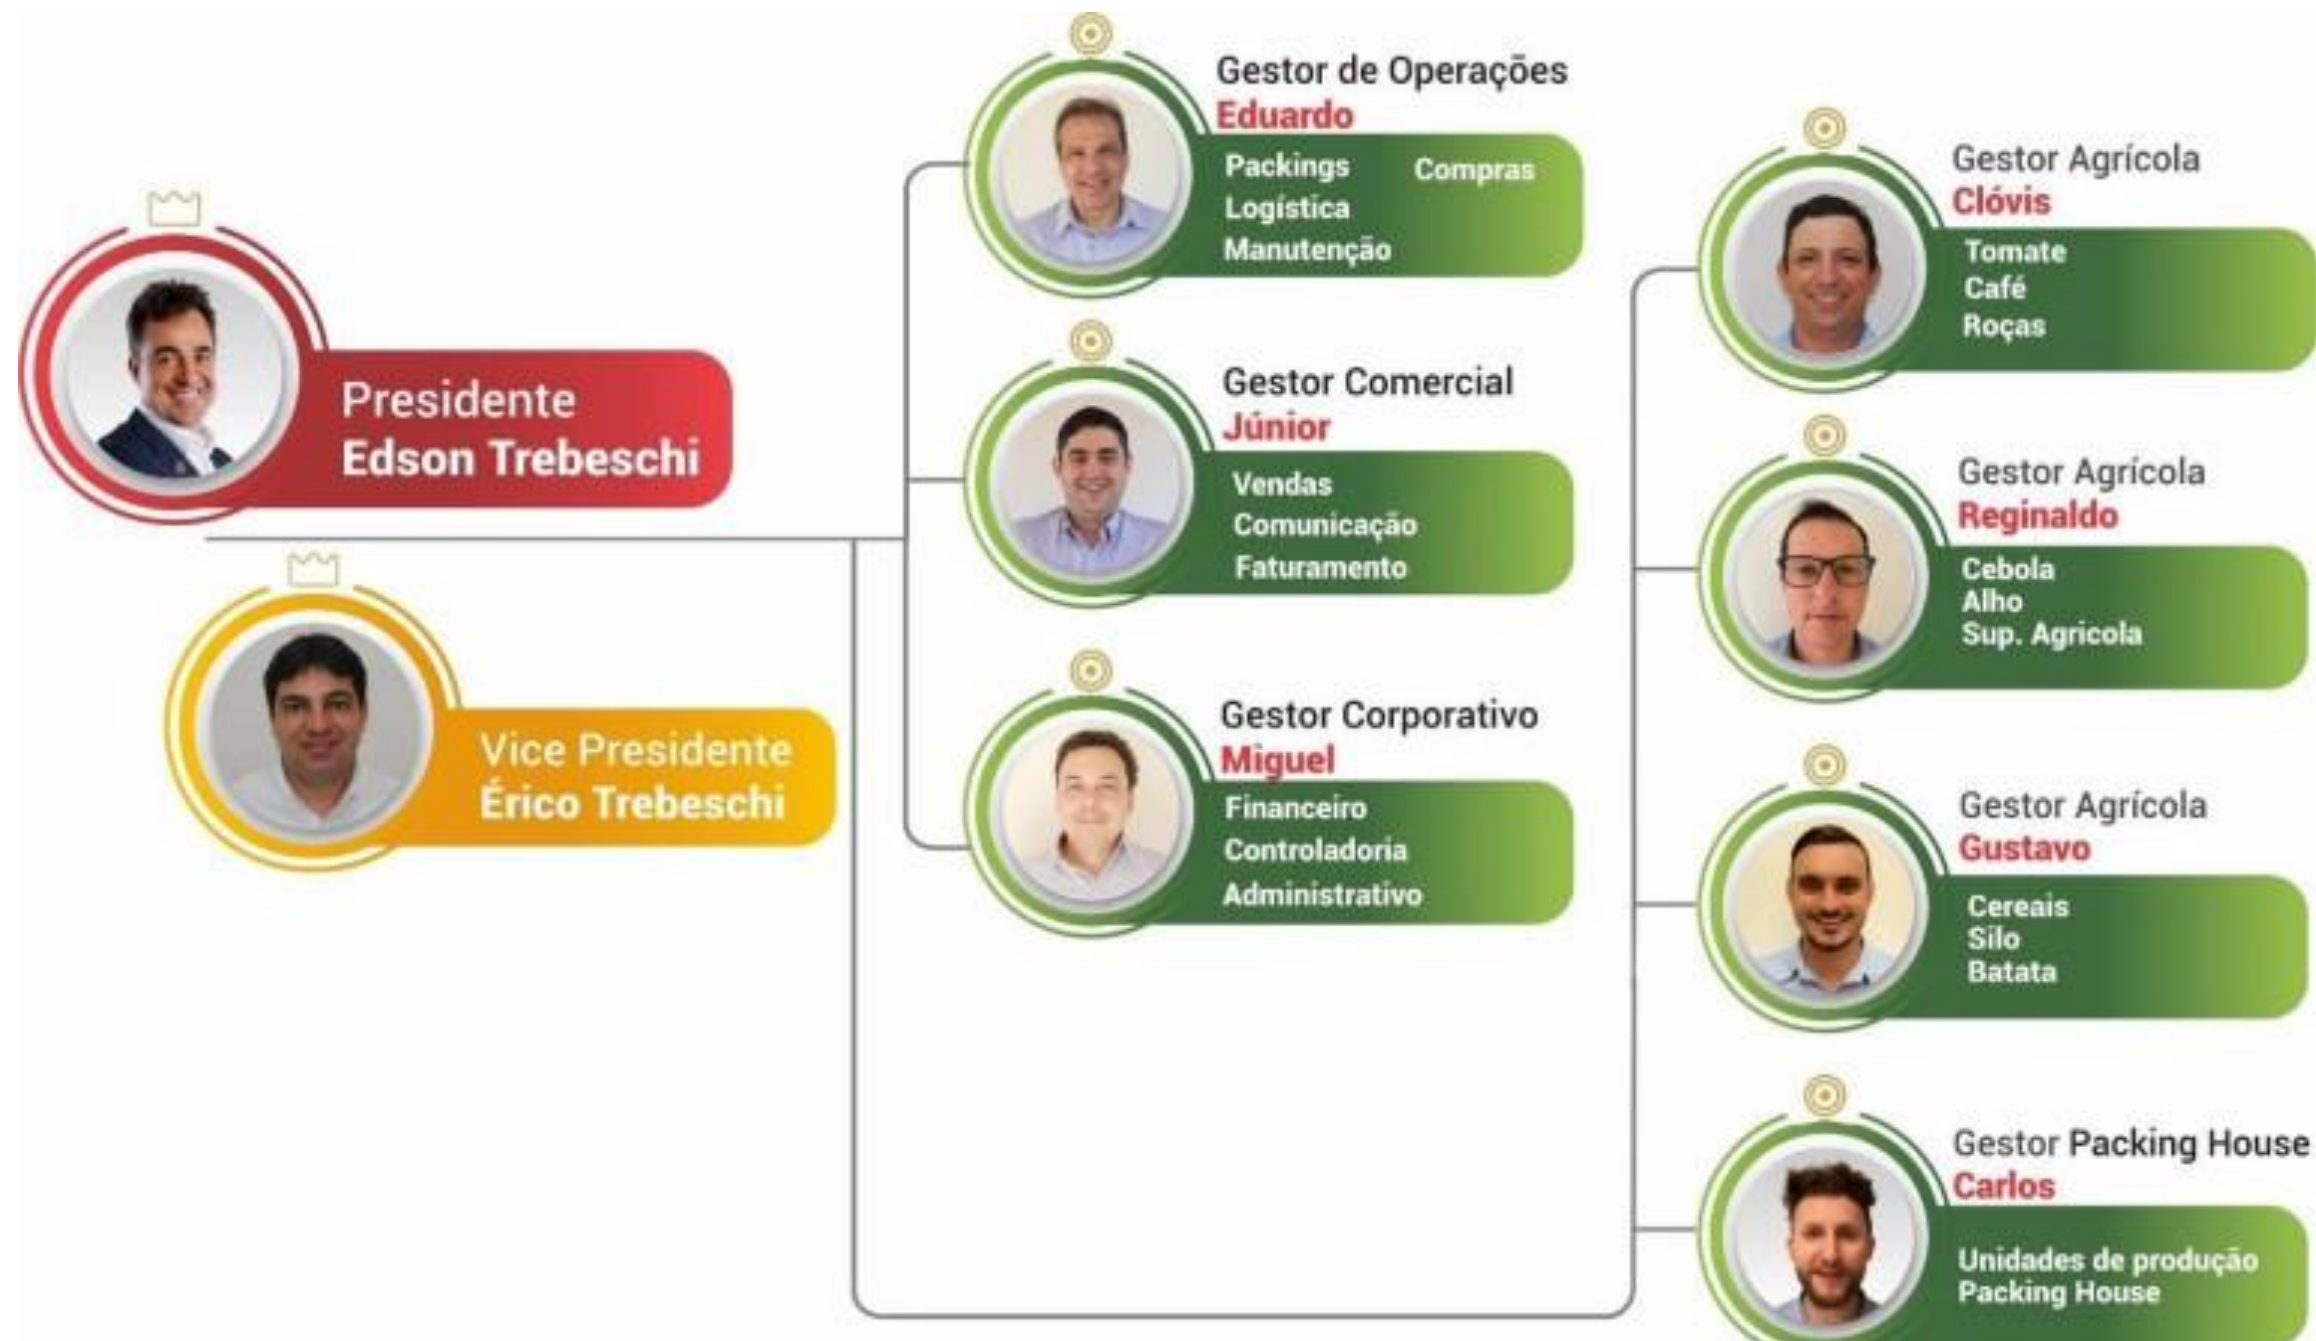 Presidente
Edson Trebeschi
Vice Presidente
Érico Trebeschi
Gestor de Operações
Eduardo
Packings Compras
Logística
Manutenção
Gestor Comercial
Júnior
Vendas
Comunicação
Faturamento
Gestor Corporativo
Miguel
Financeiro
Controladoria
Administrativo
Gestor Agrícola
Clóvis
Tomate
Café
Roças
Gestor Agrícola
Reginaldo
Cebola
Alho
Sup. Agricola
Gestor Agrícola
Gustavo
Cereais
Silo
Batata
Gestor Packing House
Carlos
Unidades de produção
Packing House